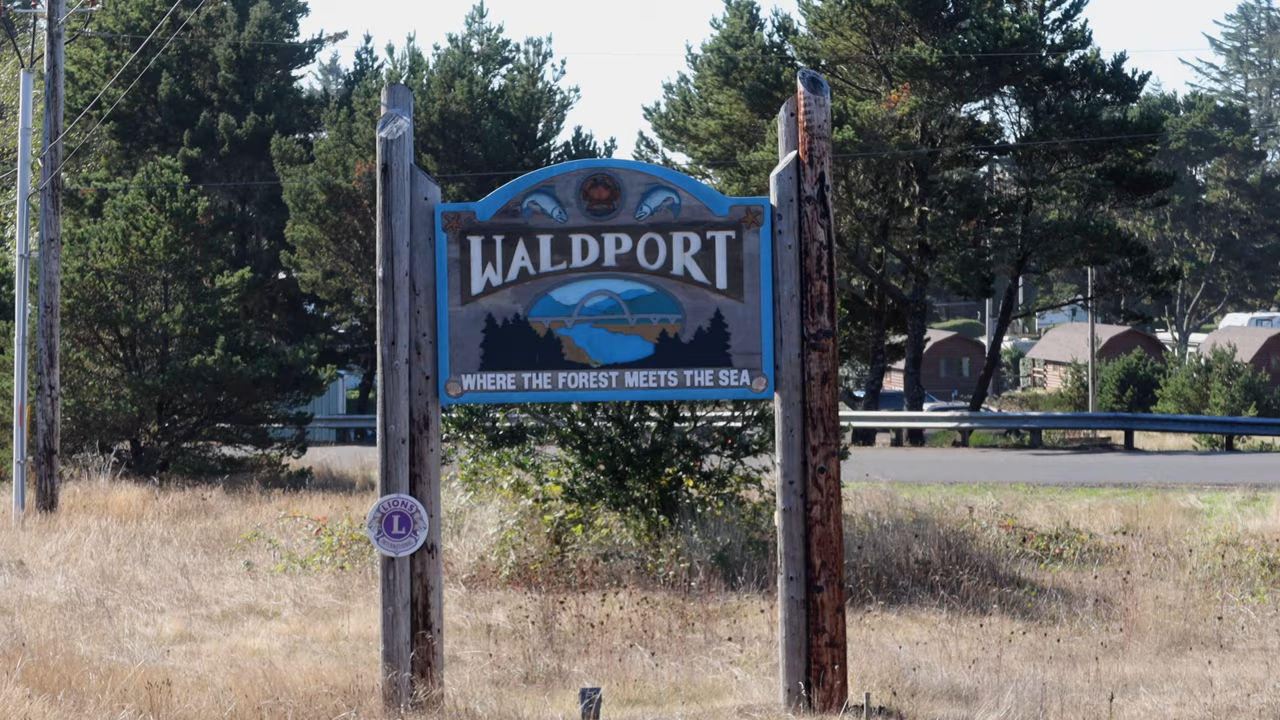 WALDPORT
WHERE THE FOREST MEETS THE SEA
LIONS
L